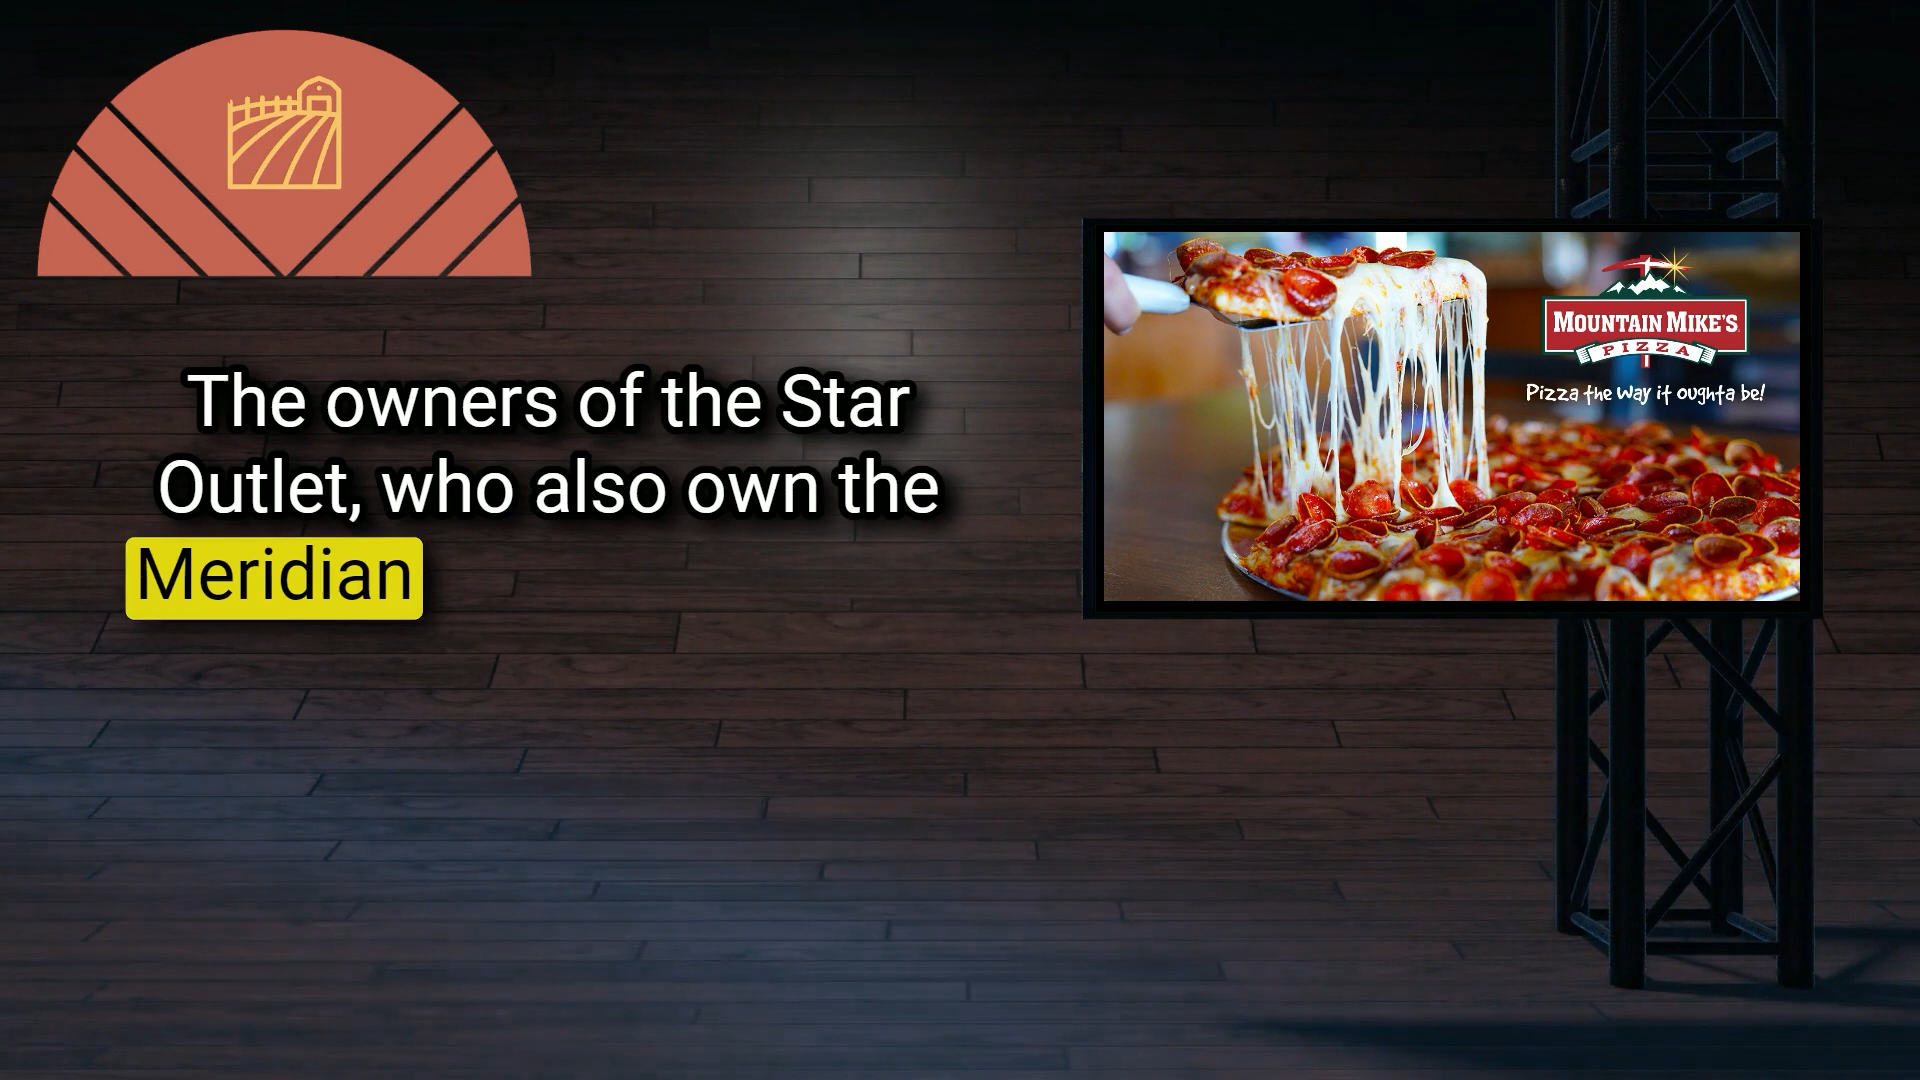 The owners of the Star
Outlet, who also own the
Meridian
MOUNTAIN MIKE'S
PIZZA
Pizza the way it oughta be!